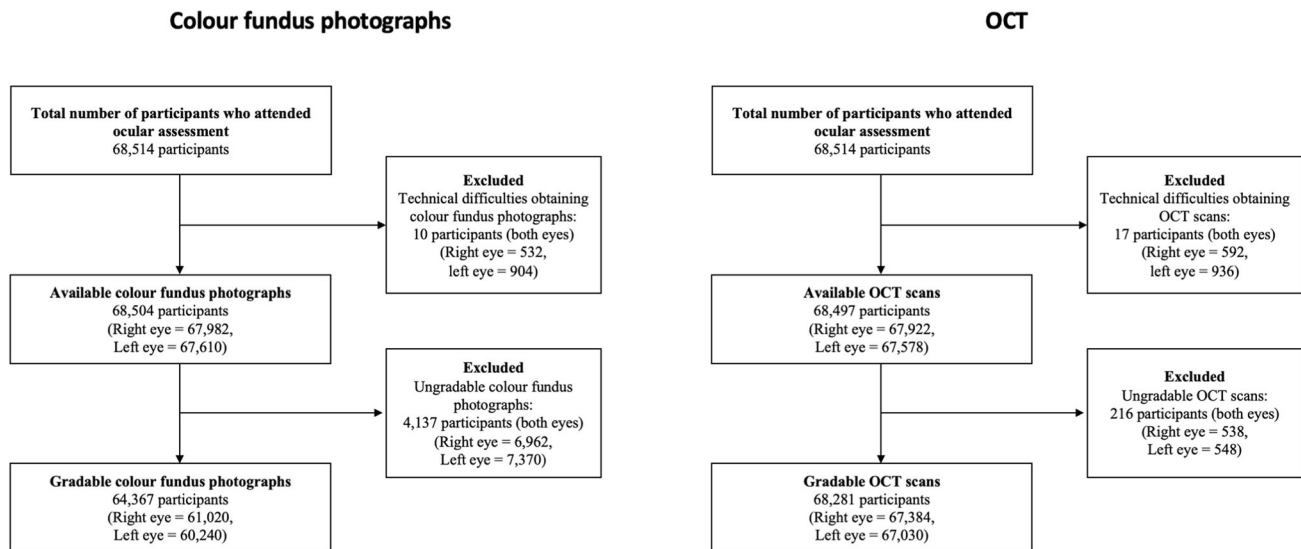 Colour fundus photographs
Total number of participants who attended
ocular assessment
68,514 participants
Excluded
Technical difficulties obtaining
colour fundus photographs:
10 participants (both eyes)
(Right eye = 532,
left eye = 904)
Available colour fundus photographs
68,504 participants
(Right eye = 67,982,
Left eye = 67,610)
Excluded
Ungradable colour fundus
photographs:
4,137 participants (both eyes)
(Right eye = 6,962,
Left eye = 7,370)
Gradable colour fundus photographs
64,367 participants
(Right eye = 61,020,
Left eye = 60,240)
OCT
Total number of participants who attended
ocular assessment
68,514 participants
Excluded
Technical difficulties obtaining
OCT scans:
17 participants (both eyes)
(Right eye = 592,
left eye = 936)
Available OCT scans
68,497 participants
(Right eye = 67,922,
Left eye = 67,578)
Excluded
Ungradable OCT scans:
216 participants (both eyes)
(Right eye = 538,
Left eye = 548)
Gradable OCT scans
68,281 participants
(Right eye = 67,384,
Left eye = 67,030)